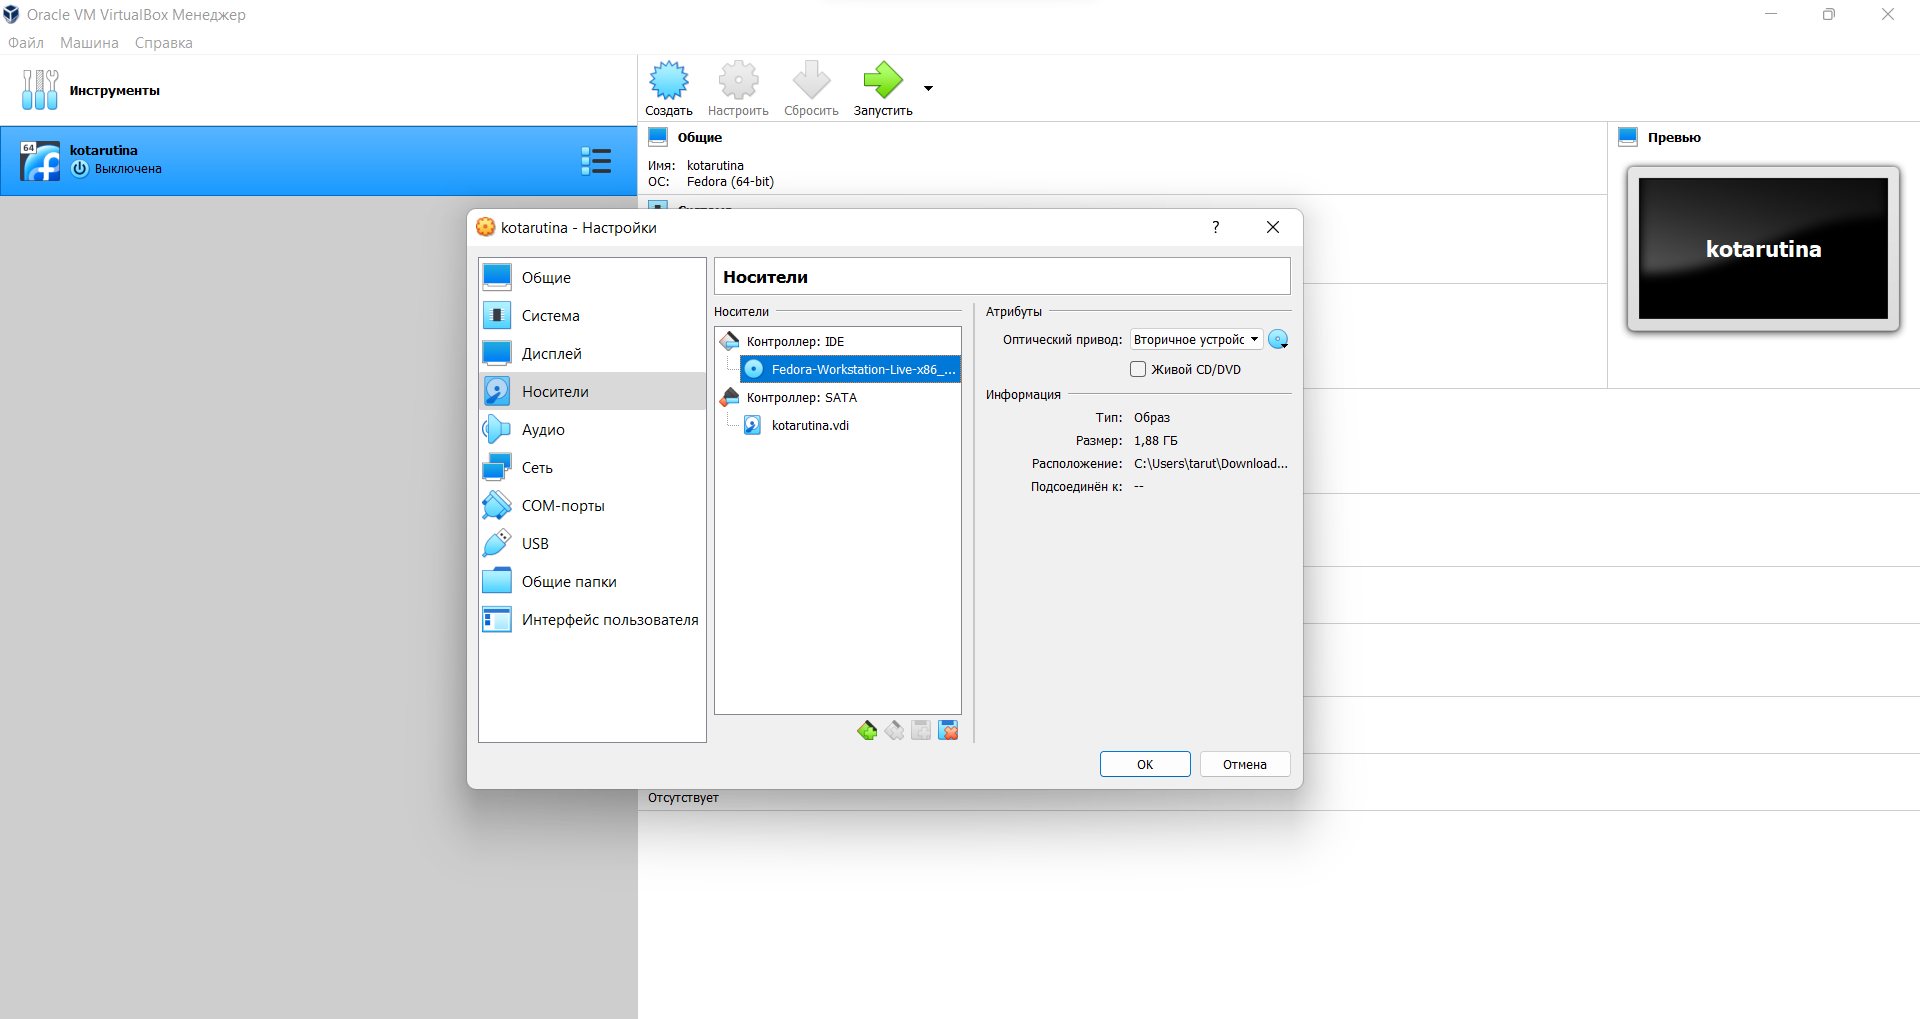 Oracle VM VirtualBox Менеджер
Файл Машина Справка
Инструменты
Создать Настроить Сбросить Запустить
64
kotarutina
Выключена
Общие
Имя: kotarutina
ОС: Fedora (64-bit)
Превью
kotarutina
kotarutina - Настройки
?
Общие
Система
Дисплей
Носители
Аудио
Сеть
COM-порты
USB
Общие папки
Интерфейс пользователя
Носители
Носители
Контроллер: IDE
Fedora-Workstation-Live-x86_...
Контроллер: SATA
kotarutina.vdi
Атрибуты
Оптический привод: Вторичное устройс
Живой CD/DVD
Информация
Тип: Образ
Размер: 1,88 ГБ
Расположение: C:\Users\tarut\Download...
Подсоединён к: --
OK Отмена
Отсутствует